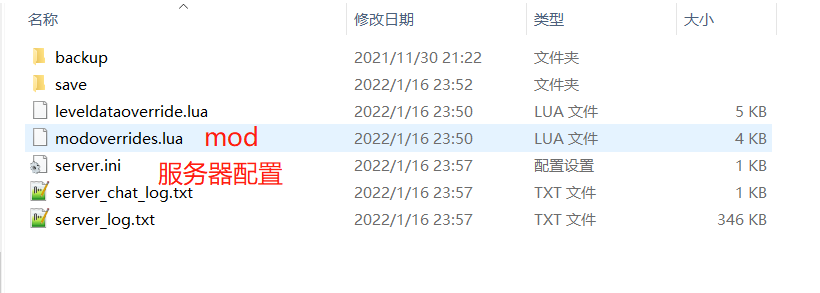 名称 修改日期 类型 大小
backup 2021/11/30 21:22 文件夹
save 2022/1/16 23:52 文件夹
leveldataoverride.lua 2022/1/16 23:50 LUA 文件 5 KB
modoverrides.lua mod 2022/1/16 23:50 LUA 文件 4 KB
server.ini 2022/1/16 23:57 配置设置 1 KB
服务器配置
server_chat_log.txt 2022/1/16 23:57 TXT 文件 1 KB
server_log.txt 2022/1/16 23:57 TXT 文件 346 KB